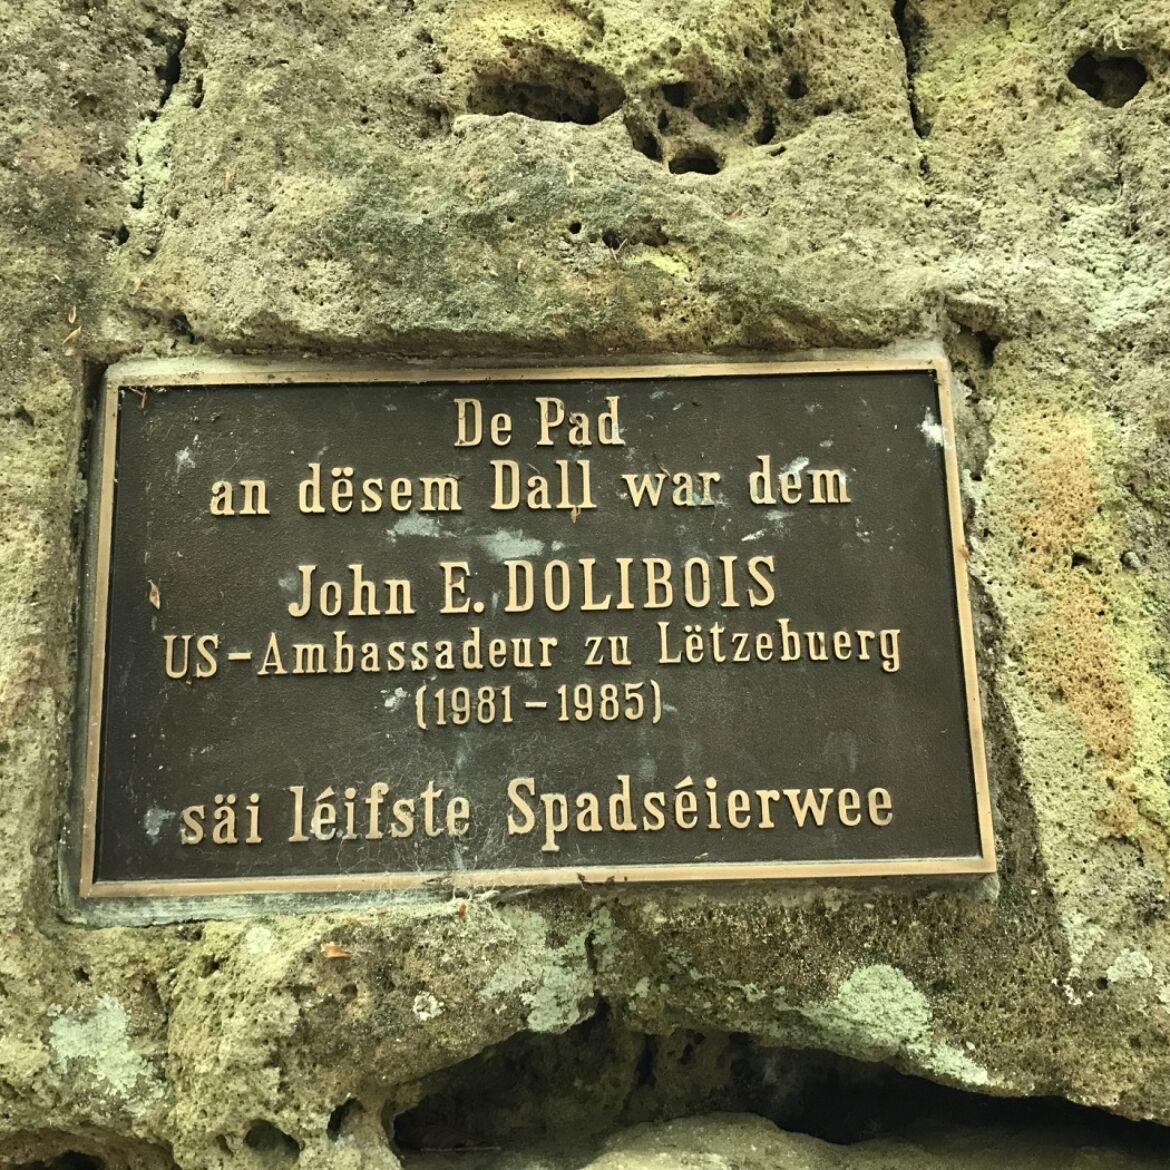 De Pad
an dësem Dall war dem
John E. DOLIBOIS
US-Ambassadeur zu Lëtzebuerg
(1981-1985)
säi léifste Spadséierwee